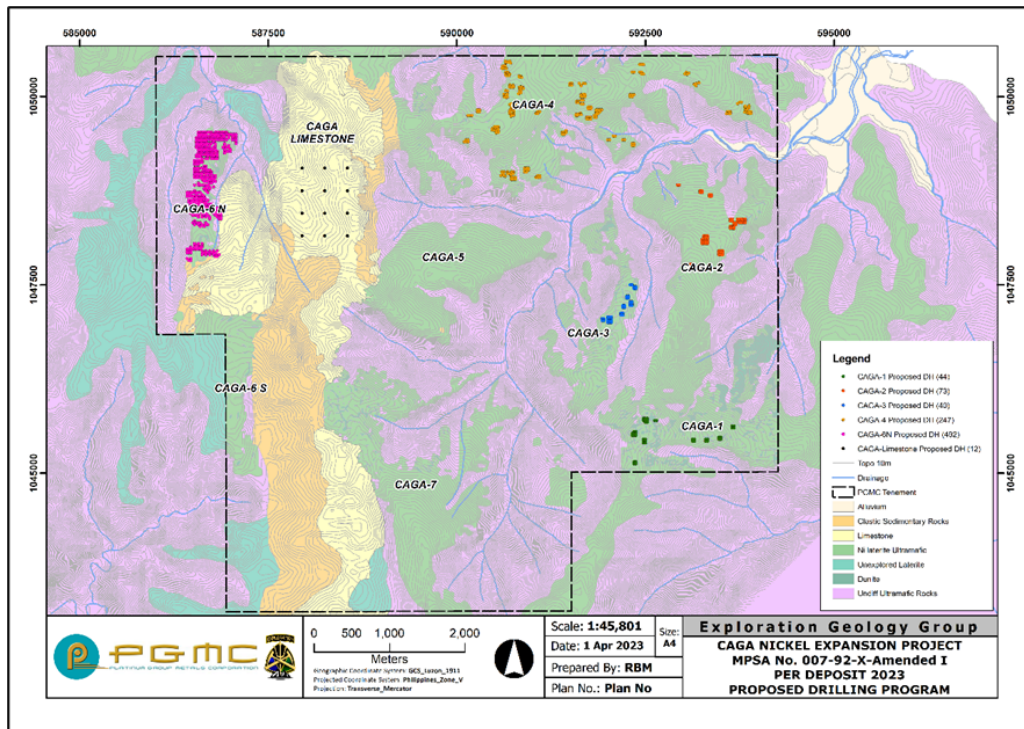 585000 587500 590000 592500 595000
1050000 1050000
CAGA-4
CAGA
LIMESTONE
CAGA-6 N
CAGA-5
CAGA-2
1047500 1047500
CAGA-3
CAGA-6 S
CAGA-1
CAGA-7
1045000 1045000
Legend
CAGA-1 Proposed DH (44)
CAGA-2 Proposed DH (73)
CAGA-3 Proposed DH (40)
CAGA-4 Proposed DH (247)
CAGA-6N Proposed DH (402)
CAGA-Limestone Proposed DH (12)
Topo 10m
Drainage
PGMC Tenement
Alluvium
Clastic Sedimentary Rocks
Limestone
Ni laterite Ultramafic
Unexplored Laterite
Dunite
Undiff Ultramafic Rocks
PGMC
PLATINUM GROUP METALS CORPORATION
0 500 1,000 2,000
Meters
Geographic Coordinate System: GCS_Luzon_1911
Projected Coordinate System: Philippines_Zone_V
Projection: Transverse_Mercator
Scale: 1:45,801
Date: 1 Apr 2023
Prepared By: RBM
Plan No.: Plan No
Size:
A4
Exploration Geology Group
CAGA NICKEL EXPANSION PROJECT
MPSA No. 007-92-X-Amended I
PER DEPOSIT 2023
PROPOSED DRILLING PROGRAM